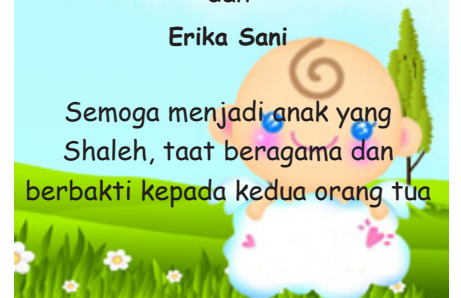 Erika Sani
Semoga menjadi anak yang
Shaleh, taat beragama dan
berbakti kepada kedua orang tua